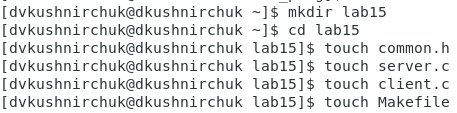 [dvkushnirchuk@dkushnirchuk ~]$ mkdir lab15
[dvkushnirchuk@dkushnirchuk ~]$ cd lab15
[dvkushnirchuk@dkushnirchuk lab15]$ touch common.h
[dvkushnirchuk@dkushnirchuk lab15]$ touch server.c
[dvkushnirchuk@dkushnirchuk lab15]$ touch client.c
[dvkushnirchuk@dkushnirchuk lab15]$ touch Makefile